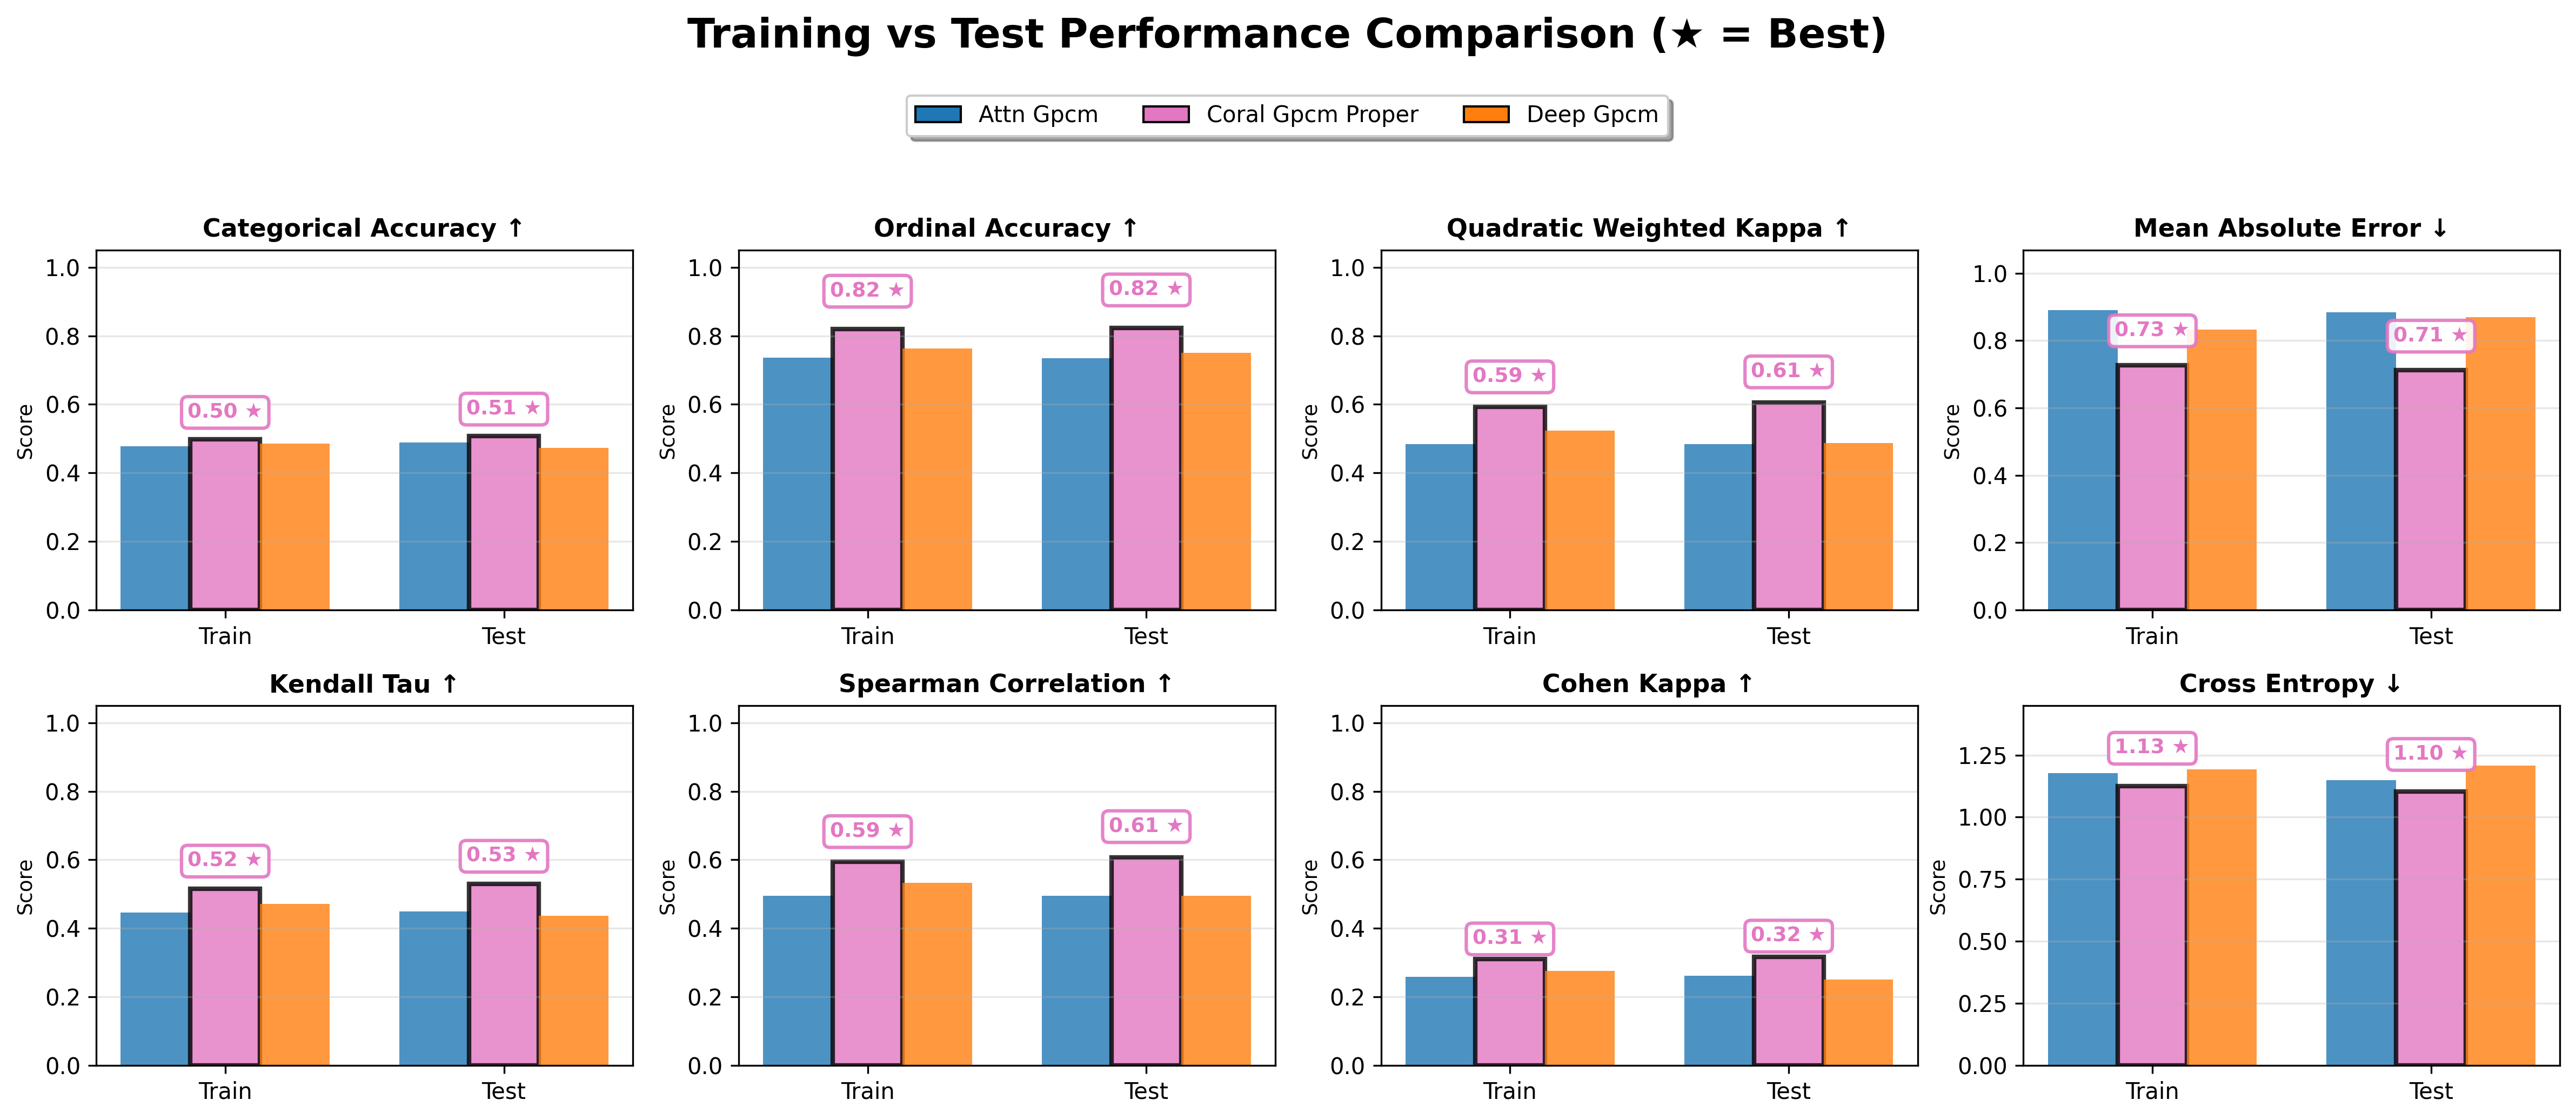 Training vs Test Performance Comparison (★ = Best)
Attn Gpcm
Coral Gpcm Proper
Deep Gpcm
Categorical Accuracy ↑
Score
1.0
0.8
0.6
0.4
0.2
0.0
0.50 ★
0.51 ★
Train
Test
Ordinal Accuracy ↑
Score
1.0
0.8
0.6
0.4
0.2
0.0
0.82 ★
0.82 ★
Train
Test
Quadratic Weighted Kappa ↑
Score
1.0
0.8
0.6
0.4
0.2
0.0
0.59 ★
0.61 ★
Train
Test
Mean Absolute Error ↓
Score
1.0
0.8
0.6
0.4
0.2
0.0
0.73 ★
0.71 ★
Train
Test
Kendall Tau ↑
Score
1.0
0.8
0.6
0.4
0.2
0.0
0.52 ★
0.53 ★
Train
Test
Spearman Correlation ↑
Score
1.0
0.8
0.6
0.4
0.2
0.0
0.59 ★
0.61 ★
Train
Test
Cohen Kappa ↑
Score
1.0
0.8
0.6
0.4
0.2
0.0
0.31 ★
0.32 ★
Train
Test
Cross Entropy ↓
Score
1.25
1.00
0.75
0.50
0.25
0.00
1.13 ★
1.10 ★
Train
Test